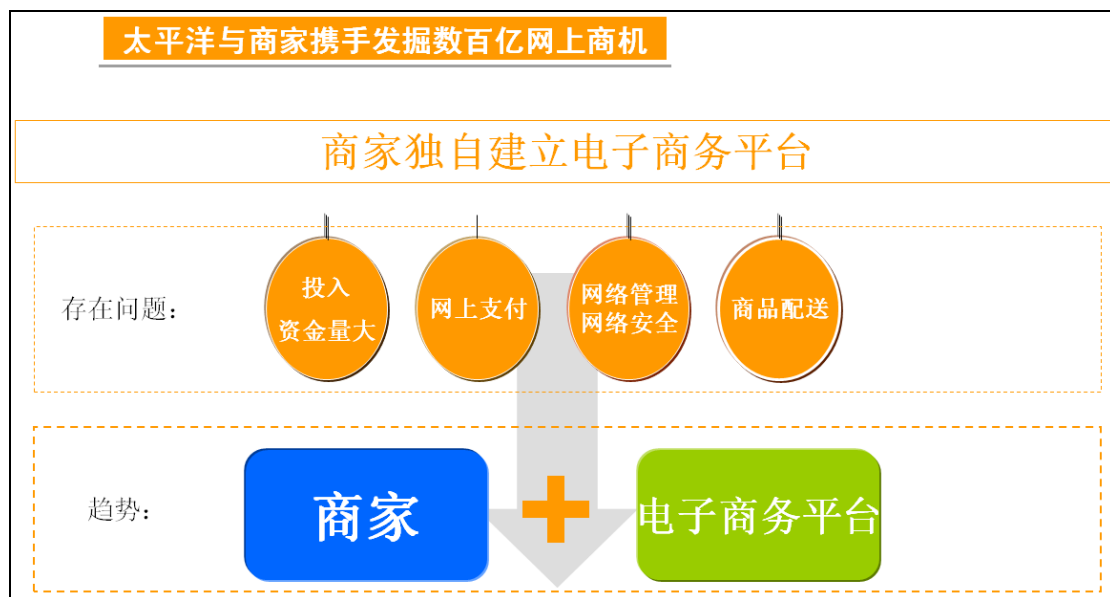 太平洋与商家携手发掘数百亿网上商机
商家独自建立电子商务平台
存在问题：
投入
资金量大
网上支付
网络管理
网络安全
商品配送
趋势：
商家
+
电子商务平台